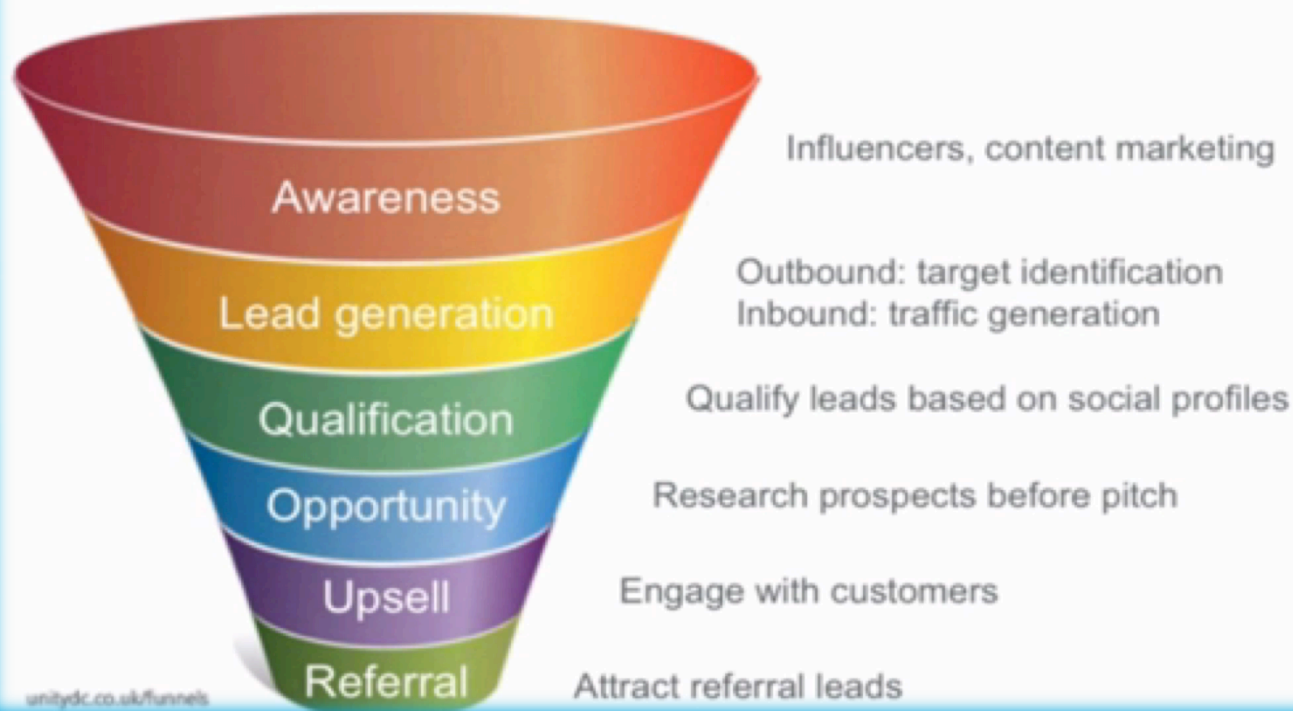 Influencers, content marketing
Awareness
Outbound: target identification
Lead generation
Inbound: traffic generation
Qualify leads based on social profiles
Qualification
Research prospects before pitch
Opportunity
Engage with customers
Upsell
Referral
Attract referral leads
unitydc.co.uk/funnels